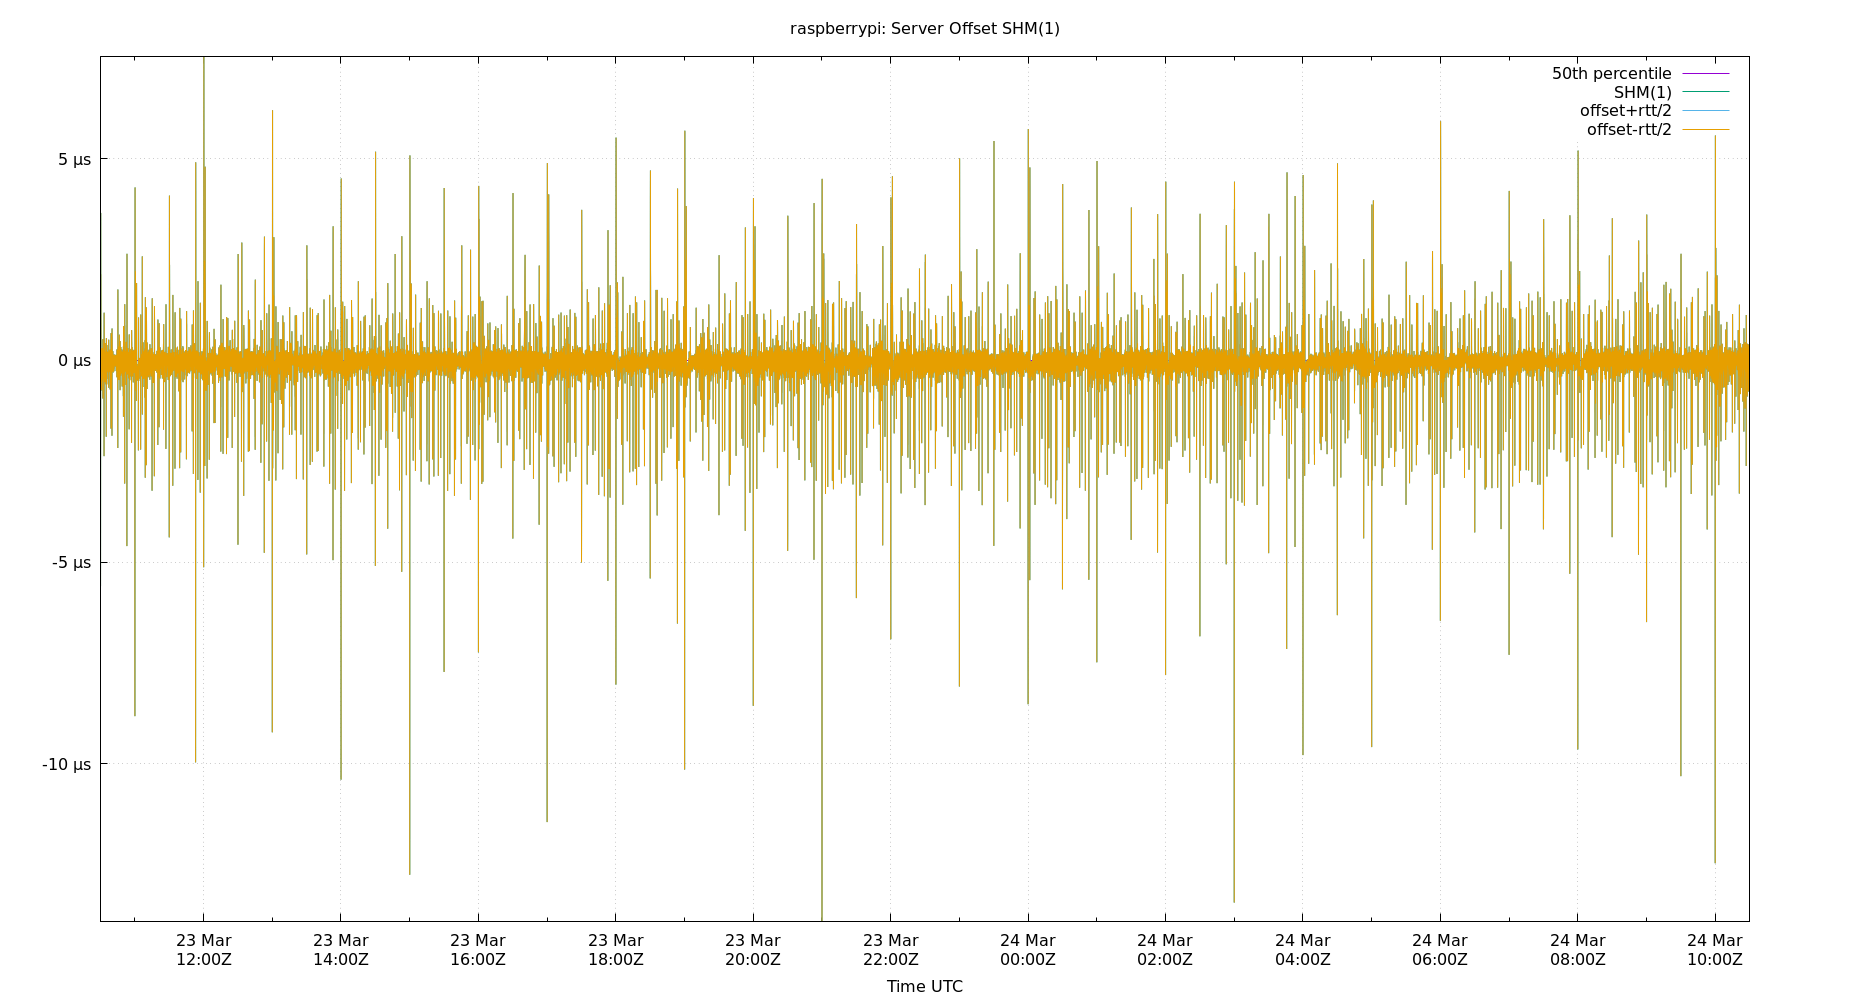 raspberrypi: Server Offset SHM(1)
50th percentile
SHM(1)
offset+rtt/2
offset-rtt/2
5 µs
0 µs
-5 µs
-10 µs
23 Mar 23 Mar 23 Mar 23 Mar 23 Mar 23 Mar 24 Mar 24 Mar 24 Mar 24 Mar 24 Mar 24 Mar
12:00Z 14:00Z 16:00Z 18:00Z 20:00Z 22:00Z 00:00Z 02:00Z 04:00Z 06:00Z 08:00Z 10:00Z
Time UTC